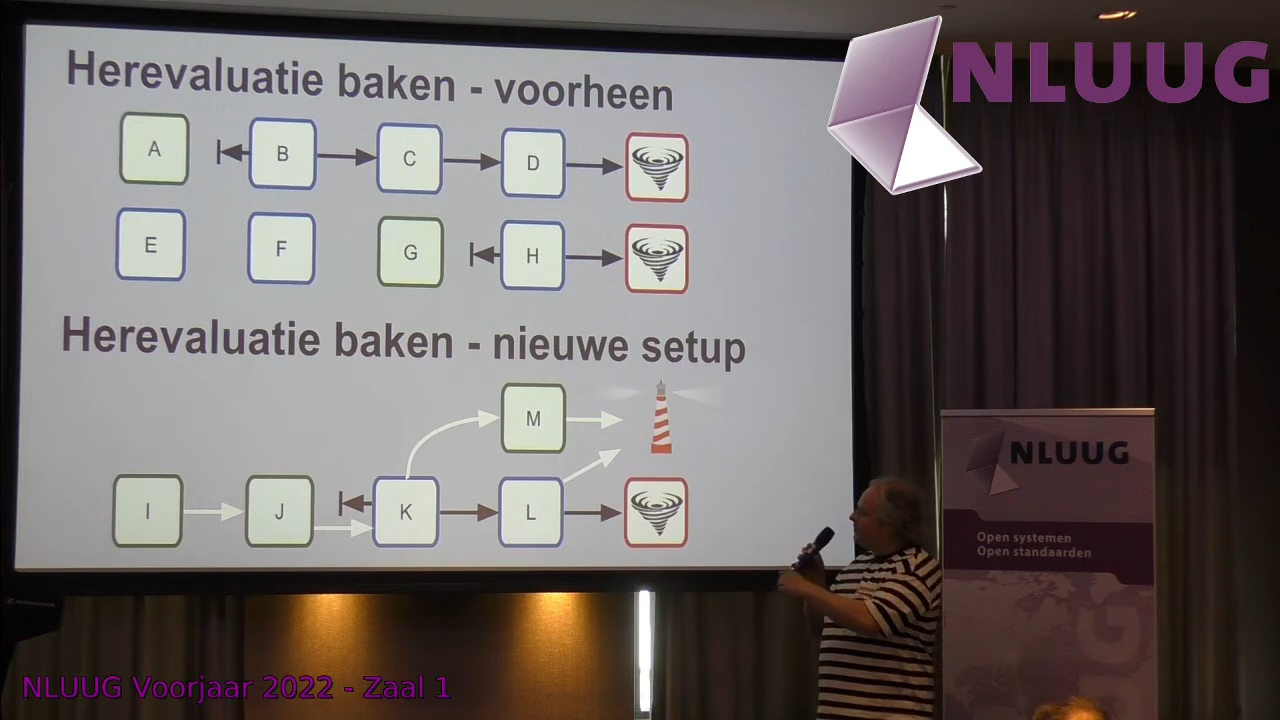 Herevaluatie baken - voorheen
A B C D
E F G H
Herevaluatie baken - nieuwe setup
M
I J K L
NLUUG
NLUUG
Open systemen
Open standaarden
NLUUG Voorjaar 2022 - Zaal 1